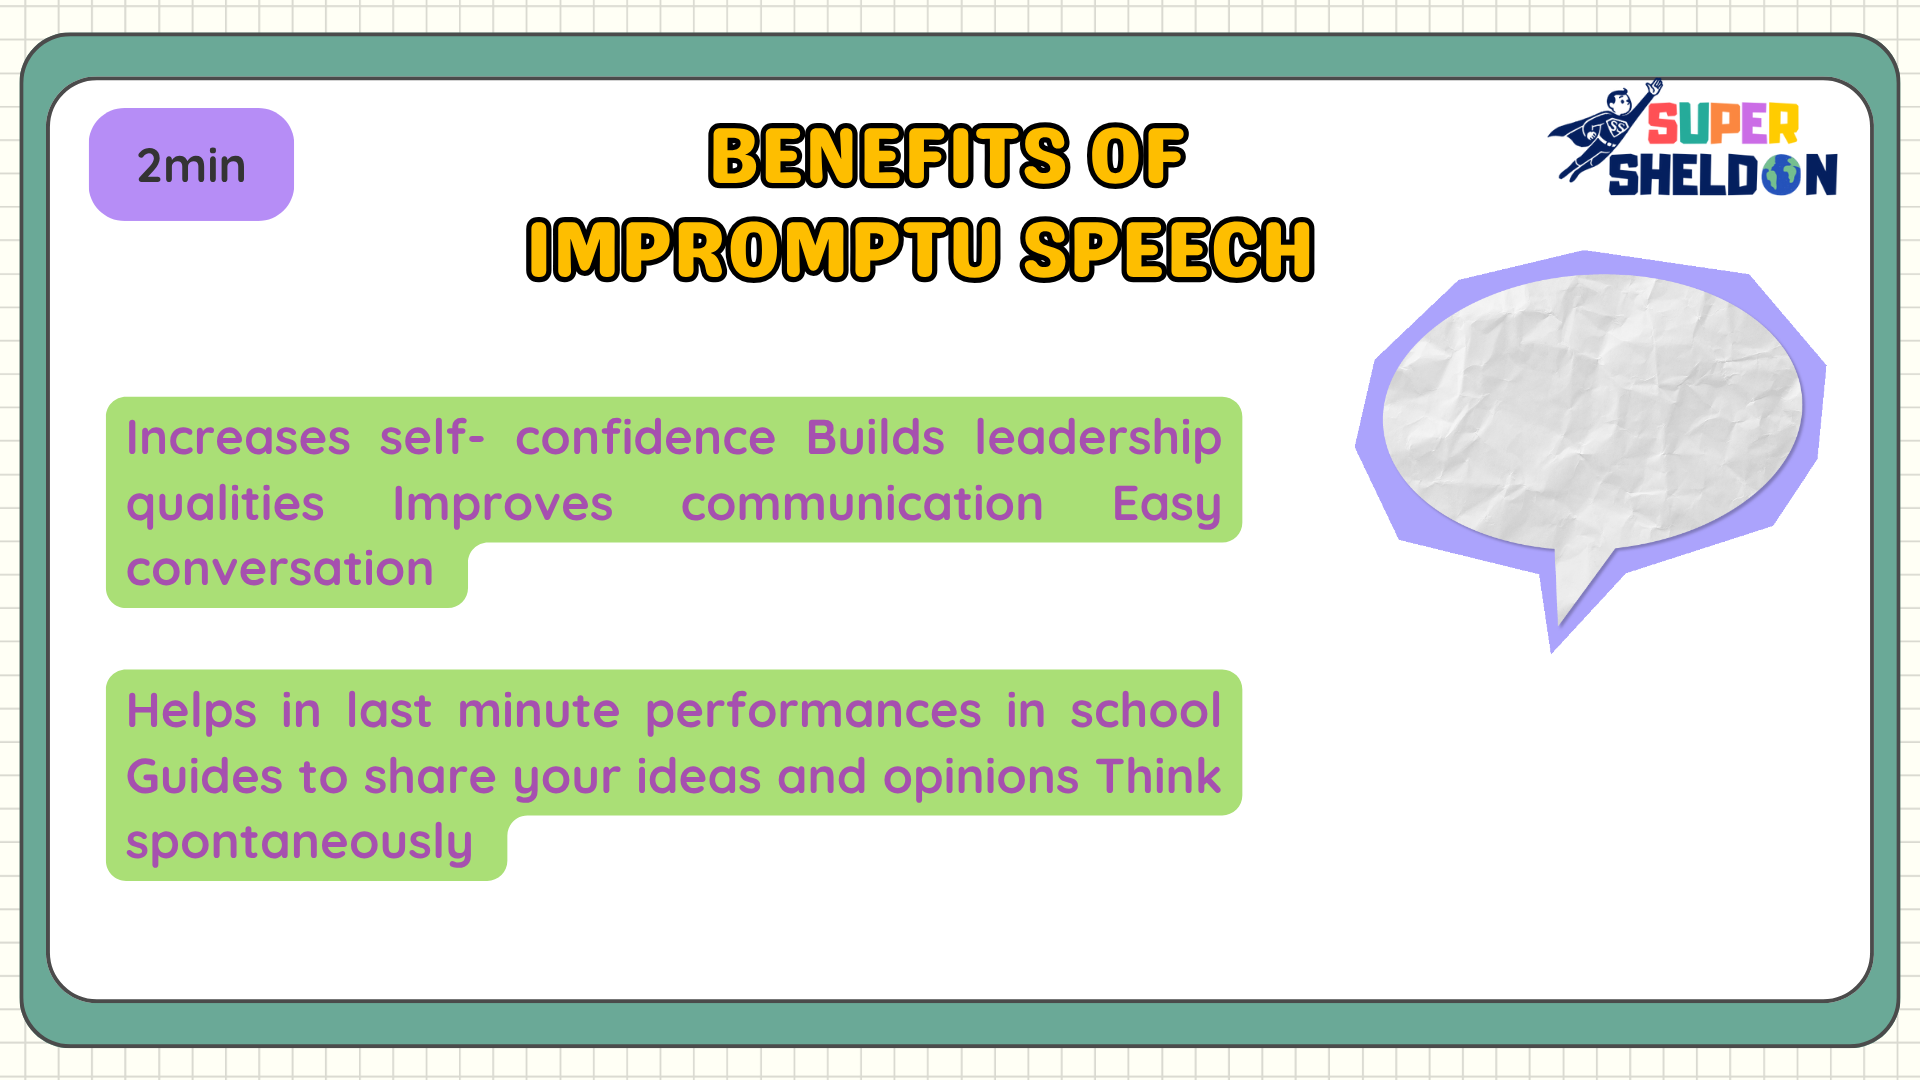 2min
BENEFITS OF
IMPROMPTU SPEECH
SUPER
SHELDON
SS
Increases self- confidence Builds leadership
qualities Improves communication Easy
conversation
Helps in last minute performances in school
Guides to share your ideas and opinions Think
spontaneously